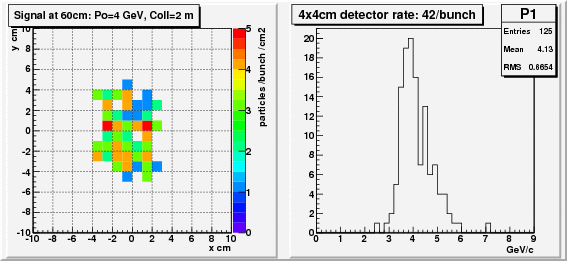 Signal at 60cm: Po=4 GeV, Coll=2 m
y cm
10
8
6
4
2
0
-2
-4
-6
-8
-10
-10 -8 -6 -4 -2 0 2 4 6 8 10
x cm
5
4
3
2
1
0
particles /bunch /cm2
4x4cm detector rate: 42/bunch
P1
Entries 125
Mean 4.13
RMS 0.6654
20
18
16
14
12
10
8
6
4
2
0
0 1 2 3 4 5 6 7 8 9
GeV/c